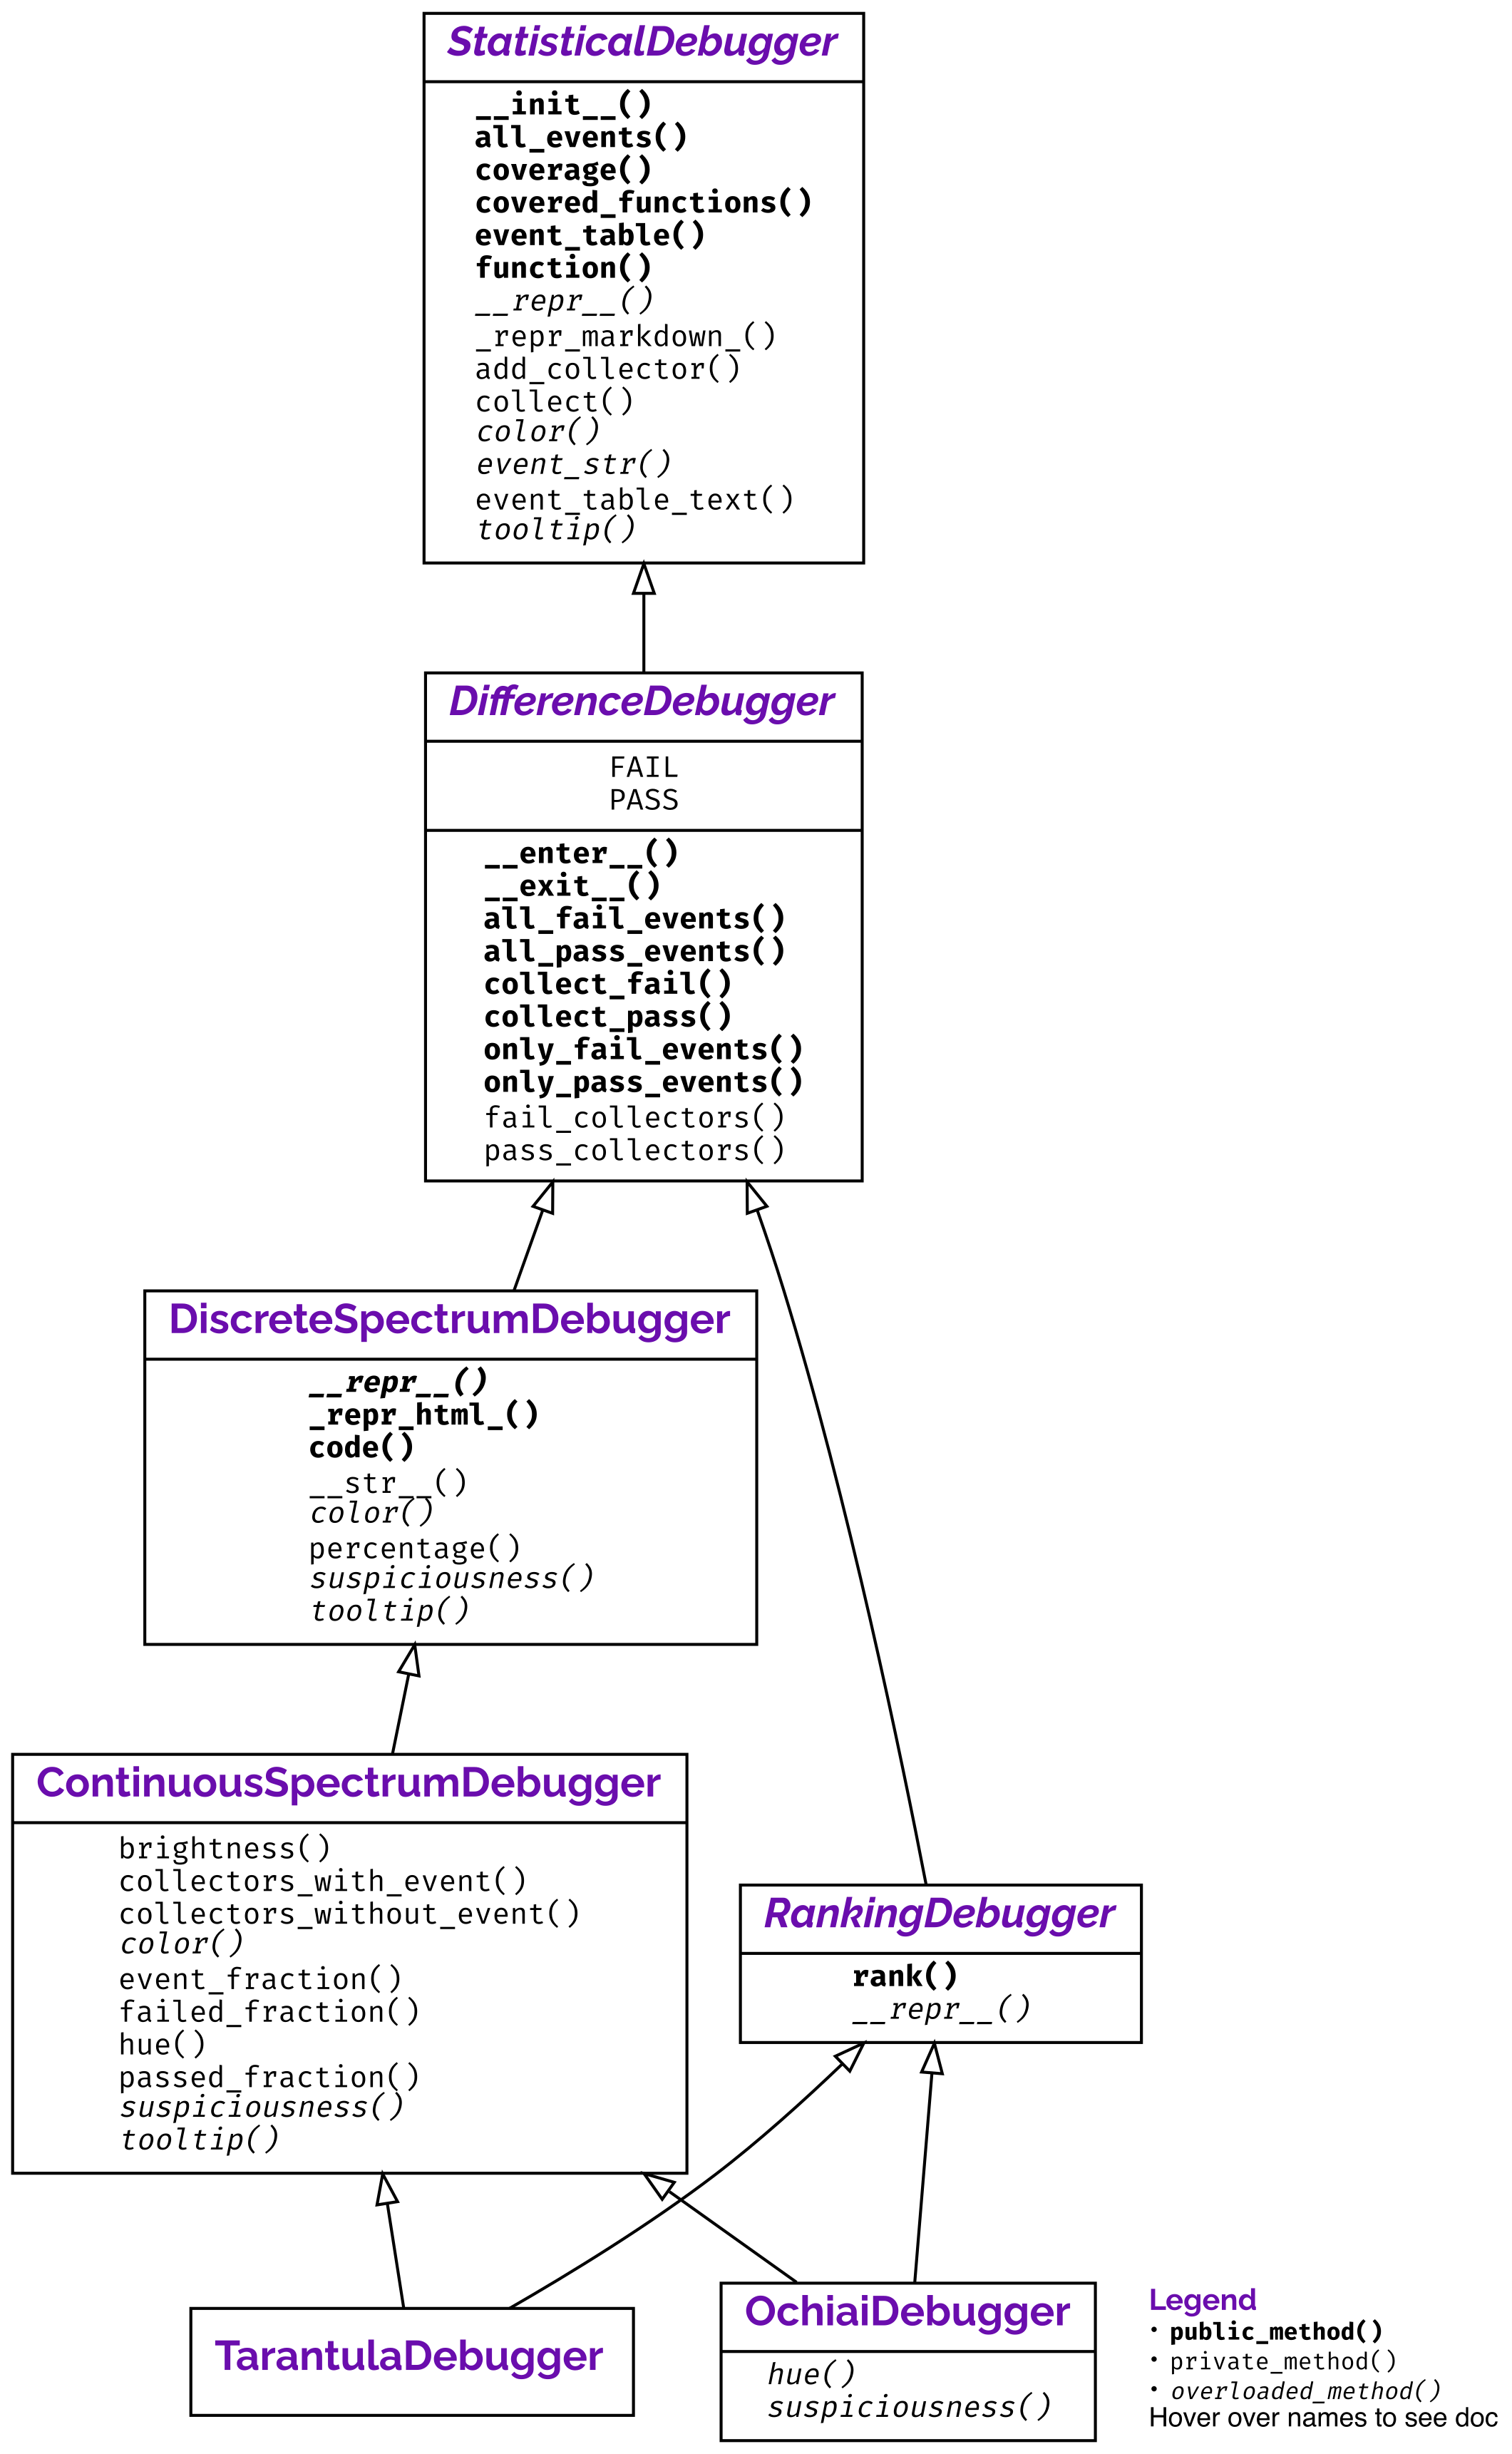 StatisticalDebugger
__init__()
all_events()
coverage()
covered_functions()
event_table()
function()
__repr__()
_repr_markdown_()
add_collector()
collect()
color()
event_str()
event_table_text()
tooltip()
DifferenceDebugger
FAIL
PASS
__enter__()
__exit__()
all_fail_events()
all_pass_events()
collect_fail()
collect_pass()
only_fail_events()
only_pass_events()
fail_collectors()
pass_collectors()
DiscreteSpectrumDebugger
__repr__()
_repr_html_()
code()
__str__()
color()
percentage()
suspiciousness()
tooltip()
ContinuousSpectrumDebugger
brightness()
collectors_with_event()
collectors_without_event()
color()
event_fraction()
failed_fraction()
hue()
passed_fraction()
suspiciousness()
tooltip()
RankingDebugger
rank()
__repr__()
TarantulaDebugger
OchiaiDebugger
hue()
suspiciousness()
Legend
• public_method()
• private_method()
• overloaded_method()
Hover over names to see doc